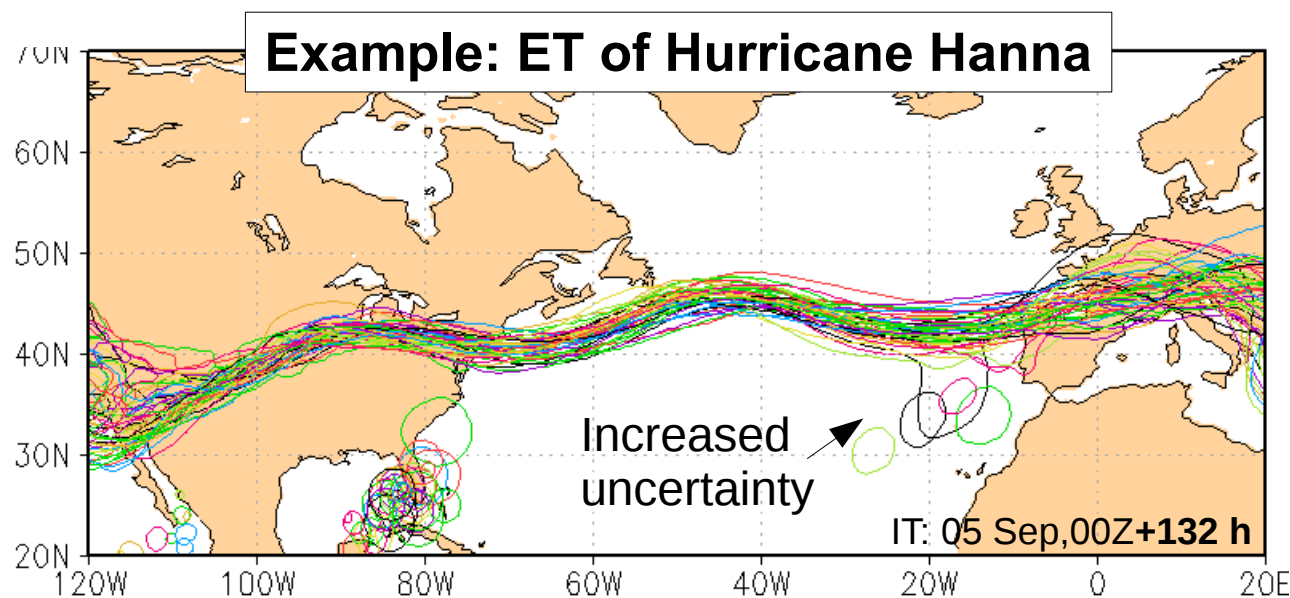 Example: ET of Hurricane Hanna
70N
60N
50N
40N
30N
20N
Increased
uncertainty
IT: 05 Sep,00Z+132 h
120W 100W 80W 60W 40W 20W 0 20E